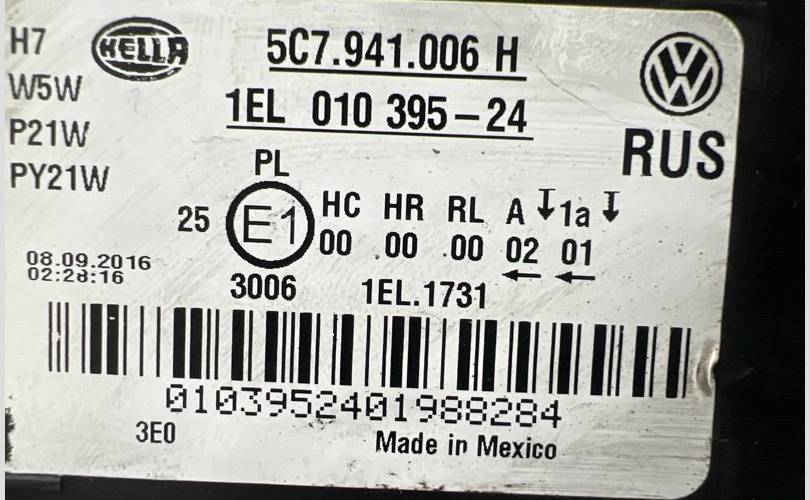 H7
HELLA
5C7.941.006 H
W5W
1EL 010 395-24
RUS
P21W
PY21W
PL
HC HR RL A 1a
25 E1
00 .00 .00 02 01
08.09.2016
02:28:16
3006 1EL.1731
0103952401988284
3E0
Made in Mexico